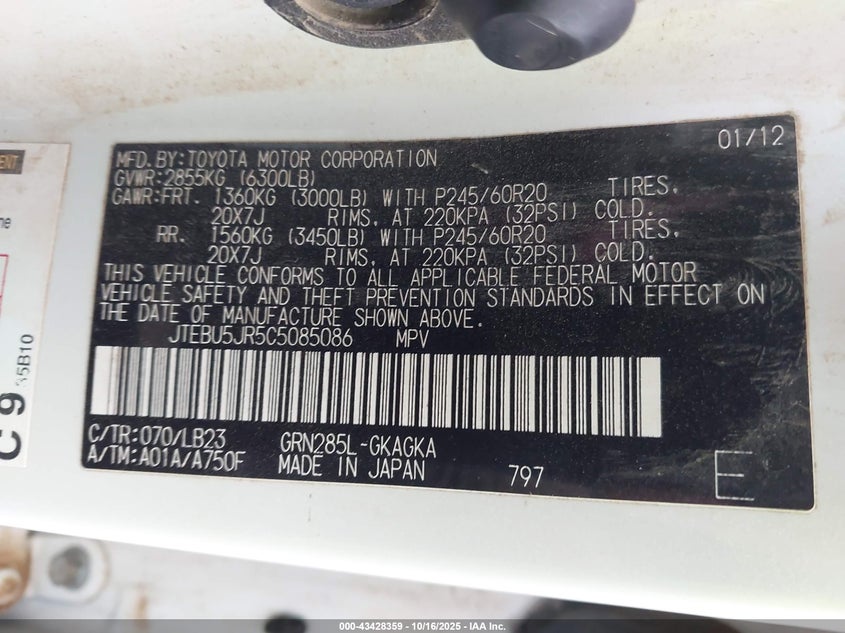 01/12
MFD.BY:TOYOTA MOTOR CORPORATION
GVWR:2855KG (6300LB)
GAWR:FRT. 1360KG (3000LB) WITH P245/60R20 TIRES,
20X7J RIMS, AT 220KPA (32PSI) COLD.
RR. 1560KG (3450LB) WITH P245/60R20 TIRES,
20X7J RIMS, AT 220KPA (32PSI) COLD.
THIS VEHICLE CONFORMS TO ALL APPLICABLE FEDERAL MOTOR
VEHICLE SAFETY AND THEFT PREVENTION STANDARDS IN EFFECT ON
THE DATE OF MANUFACTURE SHOWN ABOVE.
JTEBU5JR5C5085086 MPV
C/TR:070/LB23 GRN285L-GKAGKA
A/TM:A01A/A750F MADE IN JAPAN 797 E
C 9 35B10
000-43428359 - 10/16/2025 - IAA Inc.